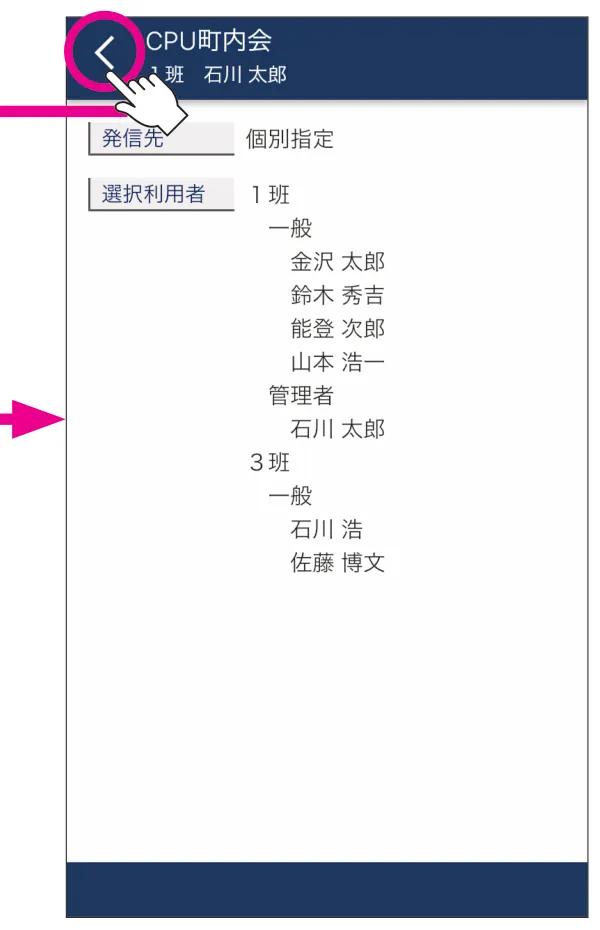 CPU町内会
1班 石川 太郎
発信先 個別指定
選択利用者 1班
一般
金沢 太郎
鈴木 秀吉
能登 次郎
山本 浩一
管理者
石川 太郎
3班
一般
石川 浩
佐藤 博文